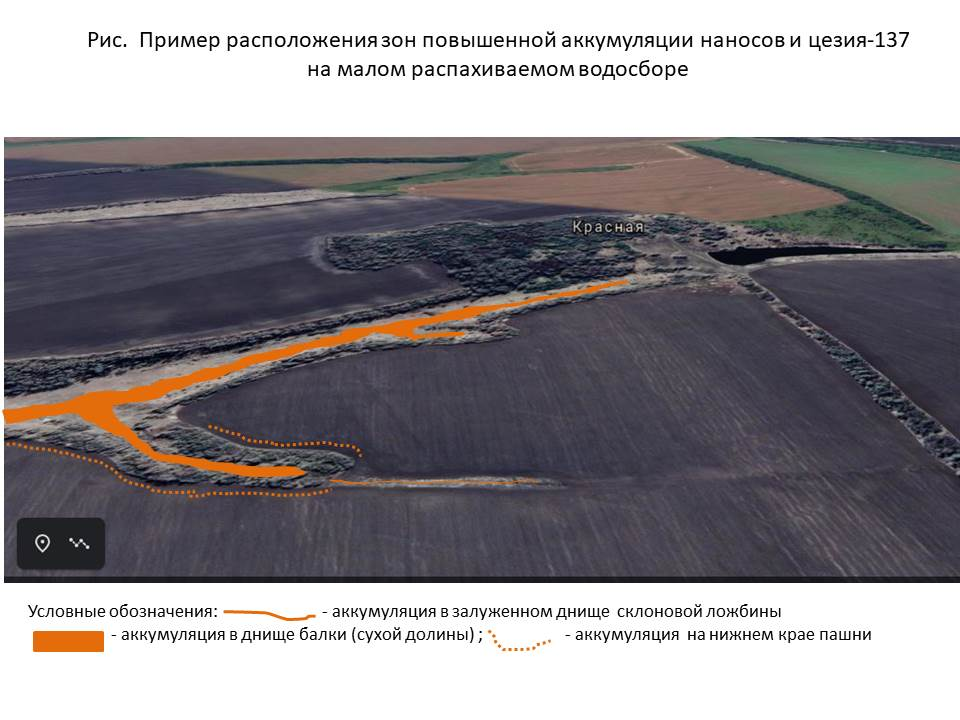 Рис. Пример расположения зон повышенной аккумуляции наносов и цезия-137
на малом распахиваемом водосборе
Красная
Условные обозначения: - аккумуляция в залуженном днище склоновой ложбины
- аккумуляция в днище балки (сухой долины) ; - аккумуляция на нижнем крае пашни